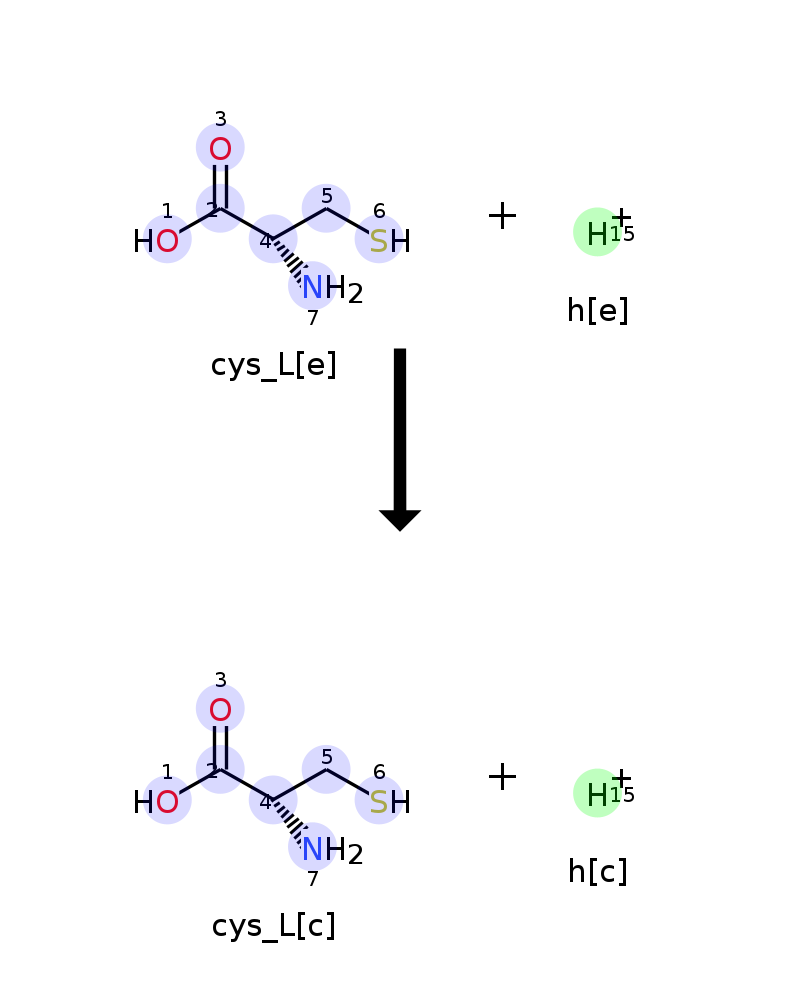 3
O
1 2 5 6
HO 4 SH + H+ 15
NH2
7
h[e]
cys_L[e]
3
O
1 2 5 6
HO 4 SH + H+ 15
NH2
7
h[c]
cys_L[c]